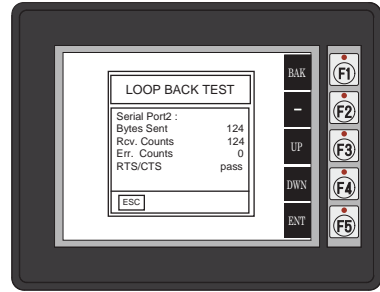 LOOP BACK TEST
Serial Port2 :
Bytes Sent 124
Rcv. Counts 124
Err. Counts 0
RTS/CTS pass
ESC
BAK
–
UP
DWN
ENT
F1
F2
F3
F4
F5